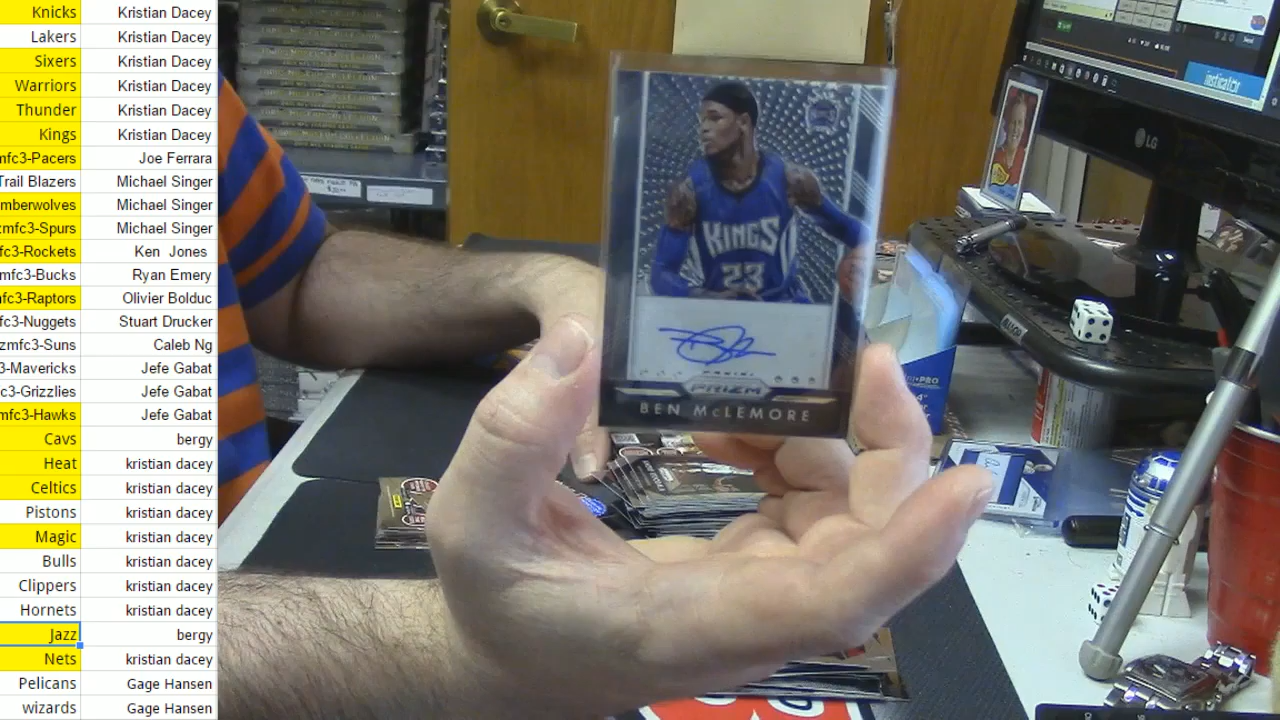 Knicks Kristian Dacey
Lakers Kristian Dacey
Sixers Kristian Dacey
Warriors Kristian Dacey
Thunder Kristian Dacey
Kings Kristian Dacey
mfc3-Pacers Joe Ferrara
Trail Blazers Michael Singer
mberwolves Michael Singer
zmfc3-Spurs Michael Singer
fc3-Rockets Ken Jones
mfc3-Bucks Ryan Emery
mfc3-Raptors Olivier Bolduc
fc3-Nuggets Stuart Drucker
zmfc3-Suns Caleb Ng
3-Mavericks Jefe Gabat
c3-Grizzlies Jefe Gabat
mfc3-Hawks Jefe Gabat
Cavs bergy
Heat kristian dacey
Celtics kristian dacey
Pistons kristian dacey
Magic kristian dacey
Bulls kristian dacey
Clippers kristian dacey
Hornets kristian dacey
Jazz bergy
Nets kristian dacey
Pelicans Gage Hansen
wizards Gage Hansen
KINGS
23
PANINI
PRIZM
BEN McLEMORE
LG
insticator